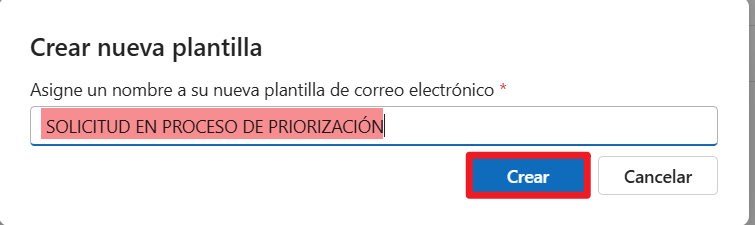 Crear nueva plantilla
Asigne un nombre a su nueva plantilla de correo electrónico *
SOLICITUD EN PROCESO DE PRIORIZACIÓN
Crear Cancelar